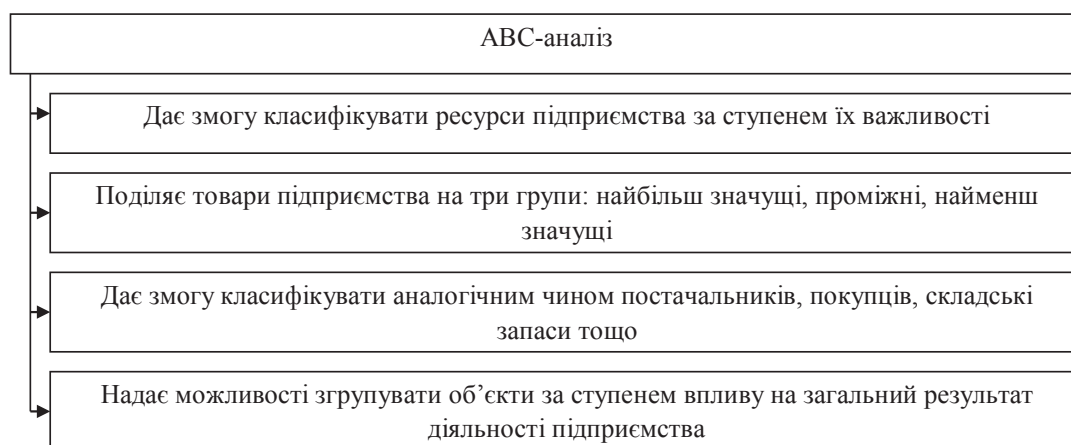 АВС-аналіз
Дає змогу класифікувати ресурси підприємства за ступенем їх важливості
Поділяє товари підприємства на три групи: найбільш значущі, проміжні, найменш
значущі
Дає змогу класифікувати аналогічним чином постачальників, покупців, складські
запаси тощо
Надає можливості згрупувати об’єкти за ступенем впливу на загальний результат
діяльності підприємства